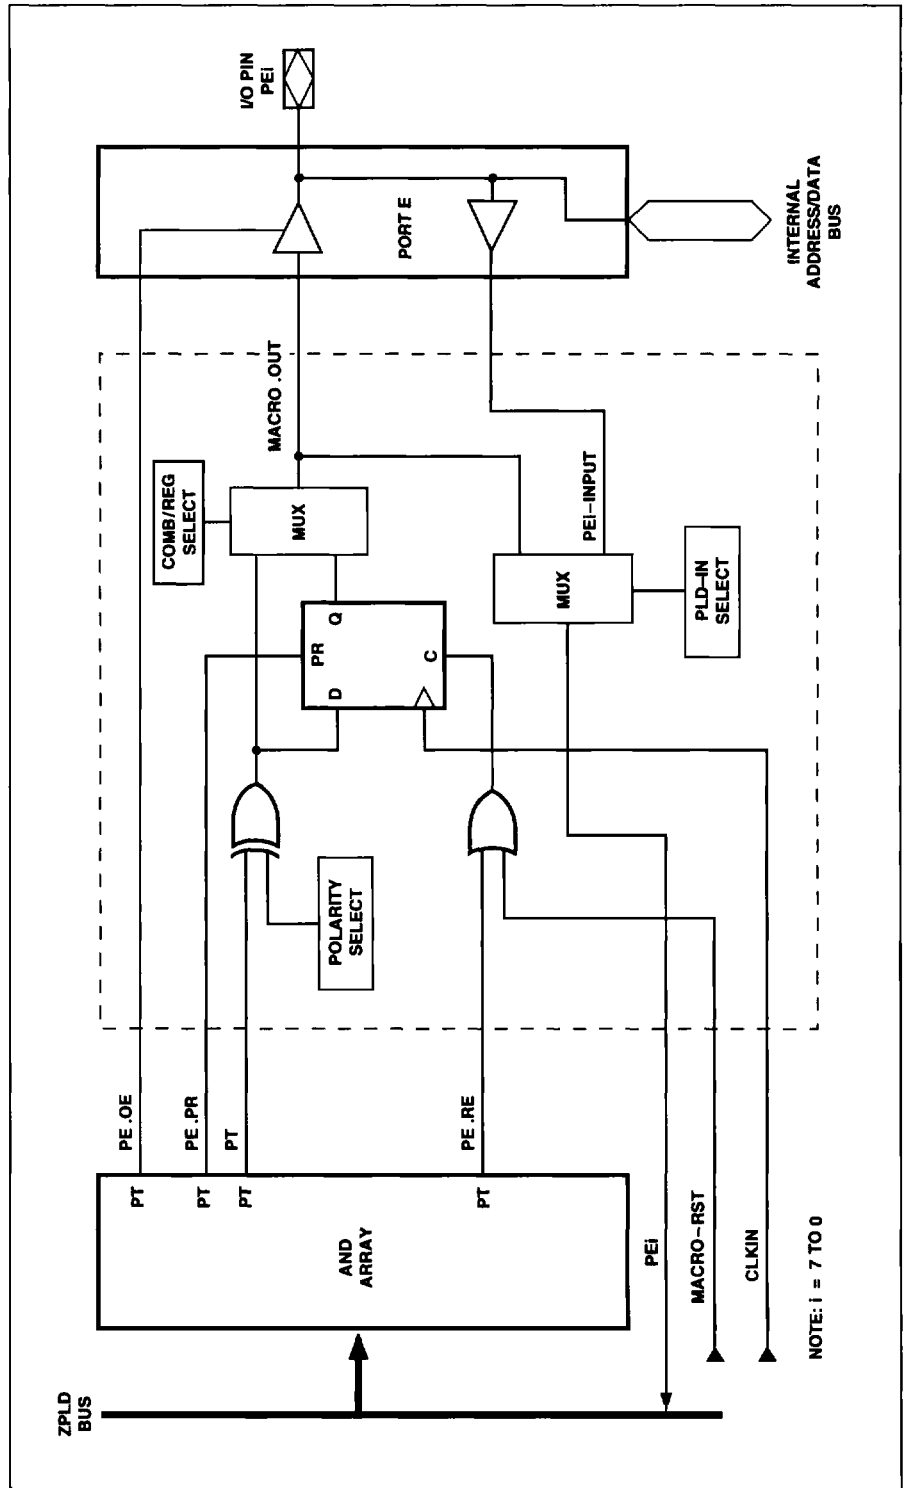 ZPLD
BUS
AND
ARRAY
PT
PT
PT
PT
PE .OE
PE .PR
PT
PE .RE
PEi
MACRO-RST
CLKIN
NOTE: i = 7 TO 0
POLARITY
SELECT
D
PR
Q
C
COMB/REG
SELECT
MUX
MUX
PLD-IN
SELECT
MACRO .OUT
PEi-INPUT
PORT E
I/O PIN
PEi
INTERNAL
ADDRESS/DATA
BUS